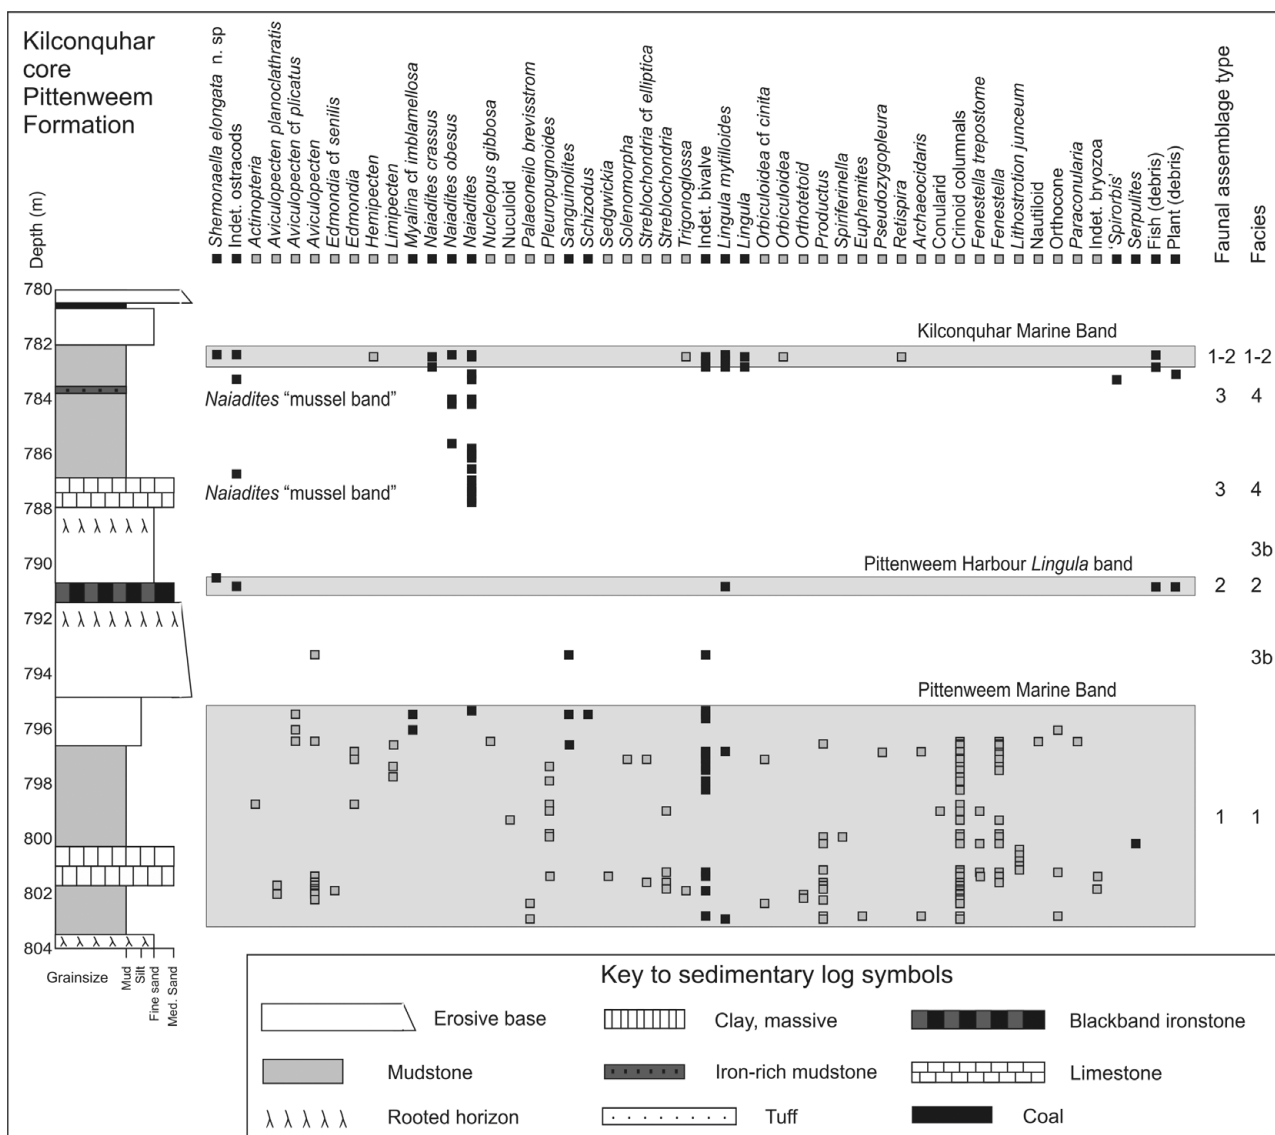 Kilconquhar
core
Pittenweem
Formation
Depth (m)
Shemonaella elongata n. sp
Indet. ostracods
Actinopteria
Aviculopecten planoclathratis
Aviculopecten cf plicatus
Aviculopecten
Edmondia cf senilis
Edmondia
Hemipecten
Limipecten
Myalina cf imblamellosa
Naiadites crassus
Naiadites obesus
Naiadites
Nucleopus gibbosa
Nuculoid
Palaeoneilo brevisstrom
Pleuropugnoides
Sanguinolites
Schizodus
Sedgwickia
Solenomorpha
Streblochondria cf elliptica
Streblochondria
Trigonoglossa
Indet. bivalve
Lingula mytilloides
Lingula
Orbiculoidea cf cinita
Orbiculoidea
Orthotetoid
Productus
Spiriferinella
Euphemites
Pseudozygopleura
Retispira
Archaeocidaris
Conularid
Crinoid columnals
Fenestella trepostome
Fenestella
Lithostrotion junceum
Nautiloid
Orthocone
Paraconularia
Indet. bryozoa
'Spirorbis'
Serpulites
Fish (debris)
Plant (debris)
Faunal assemblage type
Facies
780
782
784
786
788
790
792
794
796
798
800
802
804
Kilconquhar Marine Band
1-2 1-2
Naiadites "mussel band"
3 4
Naiadites "mussel band"
3 4
3b
Pittenweem Harbour Lingula band
2 2
3b
Pittenweem Marine Band
1 1
Grainsize
Mud
Silt
Fine sand
Med. Sand
Key to sedimentary log symbols
Erosive base
Clay, massive
Blackband ironstone
Mudstone
Iron-rich mudstone
Limestone
Rooted horizon
Tuff
Coal